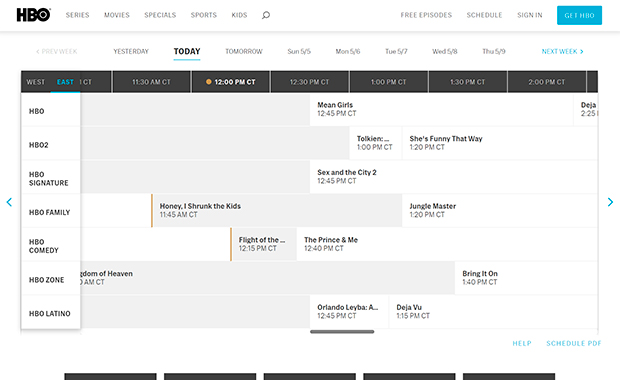 HBO SERIES MOVIES SPECIALS SPORTS KIDS FREE EPISODES SCHEDULE SIGN IN GET HBO
PREV WEEK YESTERDAY TODAY TOMORROW Sun 5/5 Mon 5/6 Tue 5/7 Wed 5/8 Thu 5/9 NEXT WEEK
WEST EAST CT 11:30 AM CT 12:00 PM CT 12:30 PM CT 1:00 PM CT 1:30 PM CT 2:00 PM CT
HBO
Mean Girls
12:45 PM CT
Deja
2:25
HBO2
Tolkien: ...
1:00 PM CT
She's Funny That Way
1:20 PM CT
HBO
SIGNATURE
Sex and the City 2
12:45 PM CT
HBO FAMILY
Honey, I Shrunk the Kids
11:45 AM CT
Jungle Master
1:20 PM CT
HBO
COMEDY
Flight of the ...
12:15 PM CT
The Prince & Me
12:40 PM CT
HBO ZONE
gdom of Heaven
AM CT
Bring It On
1:40 PM CT
HBO LATINO
Orlando Leyba: A...
12:45 PM CT
Deja Vu
1:15 PM CT
HELP SCHEDULE PDF